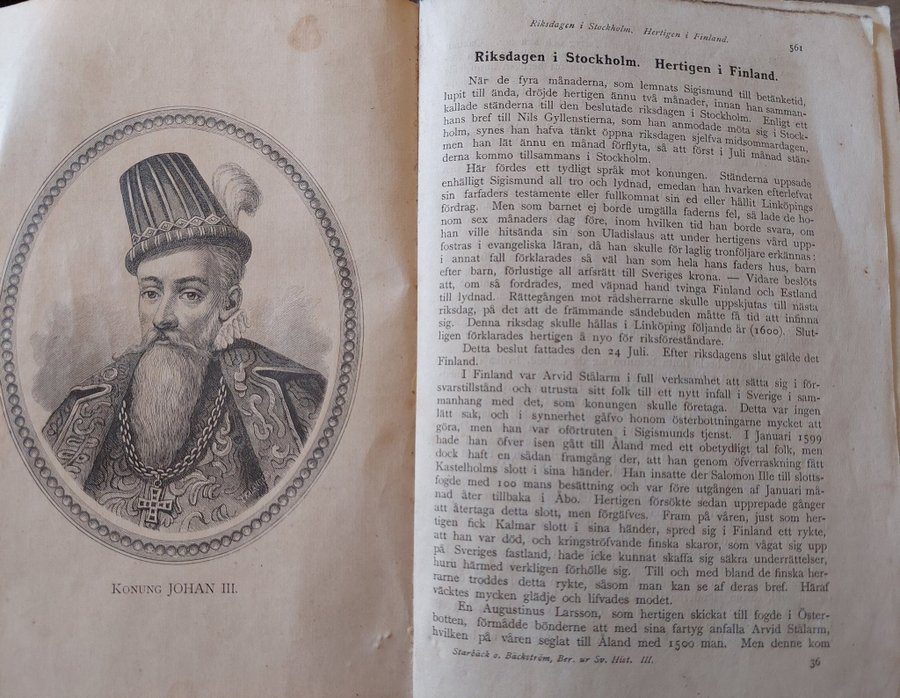 KONUNG JOHAN III.
Riksdagen i Stockholm. Hertigen i Finland.
561
Riksdagen i Stockholm. Hertigen i Finland.
När de fyra månaderna, som lemnats Sigismund till betänketid,
lupit till ända, dröjde hertigen ännu två månader, innan han samman-
kallade ständerna till den beslutade riksdagen i Stockholm. Enligt ett
hans bref till Nils Gyllenstierna, som han anmodade möta sig i Stock-
holm, synes han hafva tänkt öppna riksdagen sjelfva midsommardagen,
men han lät ännu en månad förflyta, så att först i Juli månad stän-
derna kommo tillsammans i Stockholm.
Här fördes ett tydligt språk mot konungen. Ständerna uppsade
enhälligt Sigismund all tro och lydnad, emedan han hvarken efterlefvat
sin farfaders testamente eller fullkomnat sin ed eller hållit Linköpings
fördrag. Men som barnet ej borde umgälla faderns fel, så lade de ho-
nom sex månaders dag före, inom hvilken tid han borde svara, om
han ville hitsända sin son Uladislaus att under hertigens vård upp-
fostras i evangeliska läran, då han skulle för laglig tronföljare erkännas:
i annat fall förklarades så väl han som hela hans faders hus, barn
efter barn, förlustige all arfsrätt till Sveriges krona. — Vidare beslöts
att, om så fordrades, med väpnad hand tvinga Finland och Estland
till lydnad. Rättegången mot rådsherrarne skulle uppskjutas till nästa
riksdag, på det att de främmande sändebuden måtte få tid att infinna
sig. Denna riksdag skulle hållas i Linköping följande år (1600). Slut-
ligen förklarades hertigen å nyo för riksföreståndare.
Detta beslut fattades den 24 Juli. Efter riksdagens slut gälde det
Finland.
I Finland var Arvid Stålarm i full verksamhet att sätta sig i för-
svarstillstånd och utrusta sitt folk till ett nytt infall i Sverige i sam-
manhang med det, som konungen skulle företaga. Detta var ingen
lätt sak, och i synnerhet gåfvo honom österbottningarne mycket att
göra, men han var oförtruten i Sigismunds tjenst. I Januari 1599
hade han öfver isen gått till Åland med ett obetydligt tal folk, men
dock haft en sådan framgång der, att han genom öfverraskning fått
Kastelholms slott i sina händer. Han insatte der Salomon Ille till slotts-
fogde med 100 mans besättning och var före utgången af Januari må-
nad åter tillbaka i Åbo. Hertigen försökte sedan upprepade gånger
att återtaga detta slott, men förgäfves. Fram på våren, just som her-
tigen fick Kalmar slott i sina händer, spred sig i Finland ett rykte,
att han var död, och kringströfvande finska skaror, som vågat sig upp
på Sveriges fastland, hade icke kunnat skaffa sig säkra underrättelser,
huru härmed verkligen förhölle sig. Till och med bland de finska her-
rarne troddes detta rykte, såsom man kan se af deras bref. Häraf
väcktes mycken glädje och lifvades modet.
En Augustinus Larsson, som hertigen skickat till fogde i Öster-
botten, förmådde bönderne att med sina fartyg anfalla Arvid Stålarm,
hvilken på våren seglat till Åland med 1500 man. Men denne kom
Starbäck o. Bäckström, Ber. ur Sv. Hist. III.
36